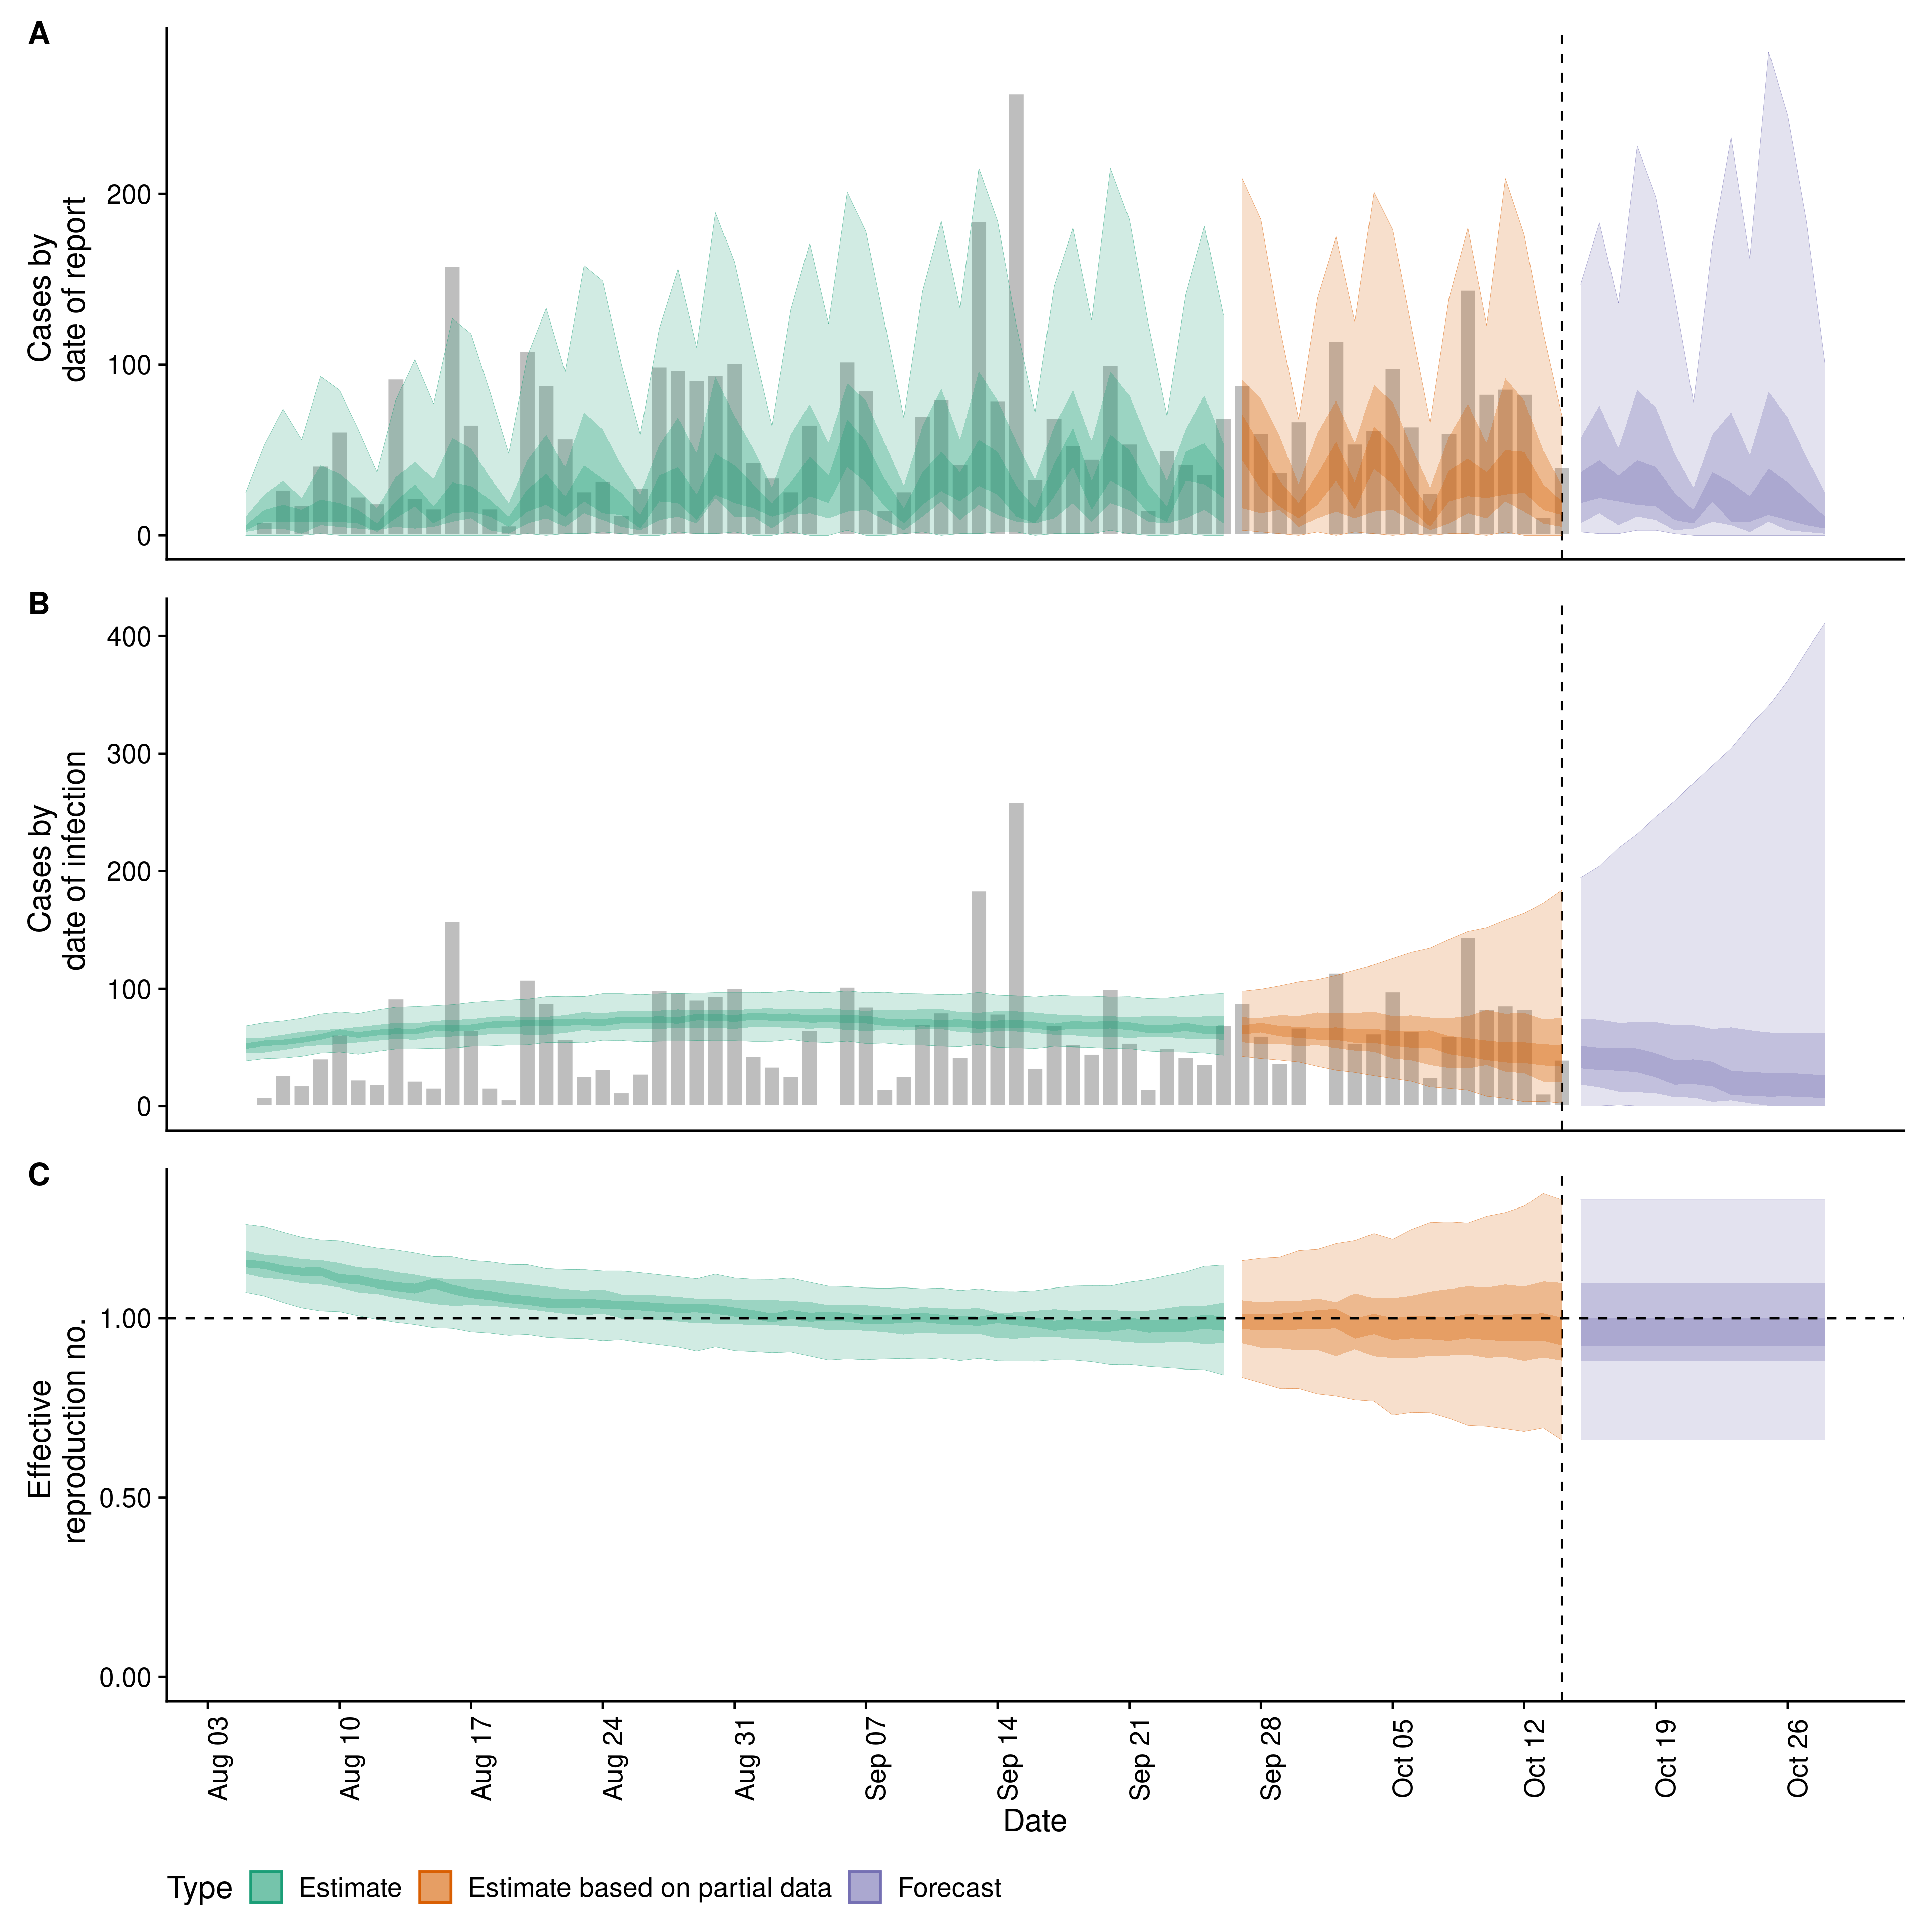 A
Cases by
date of report
200
100
0
B
Cases by
date of infection
400
300
200
100
0
C
Effective
reproduction no.
1.00
0.50
0.00
Aug 03
Aug 10
Aug 17
Aug 24
Aug 31
Sep 07
Sep 14
Sep 21
Sep 28
Oct 05
Oct 12
Oct 19
Oct 26
Date
Type Estimate Estimate based on partial data Forecast